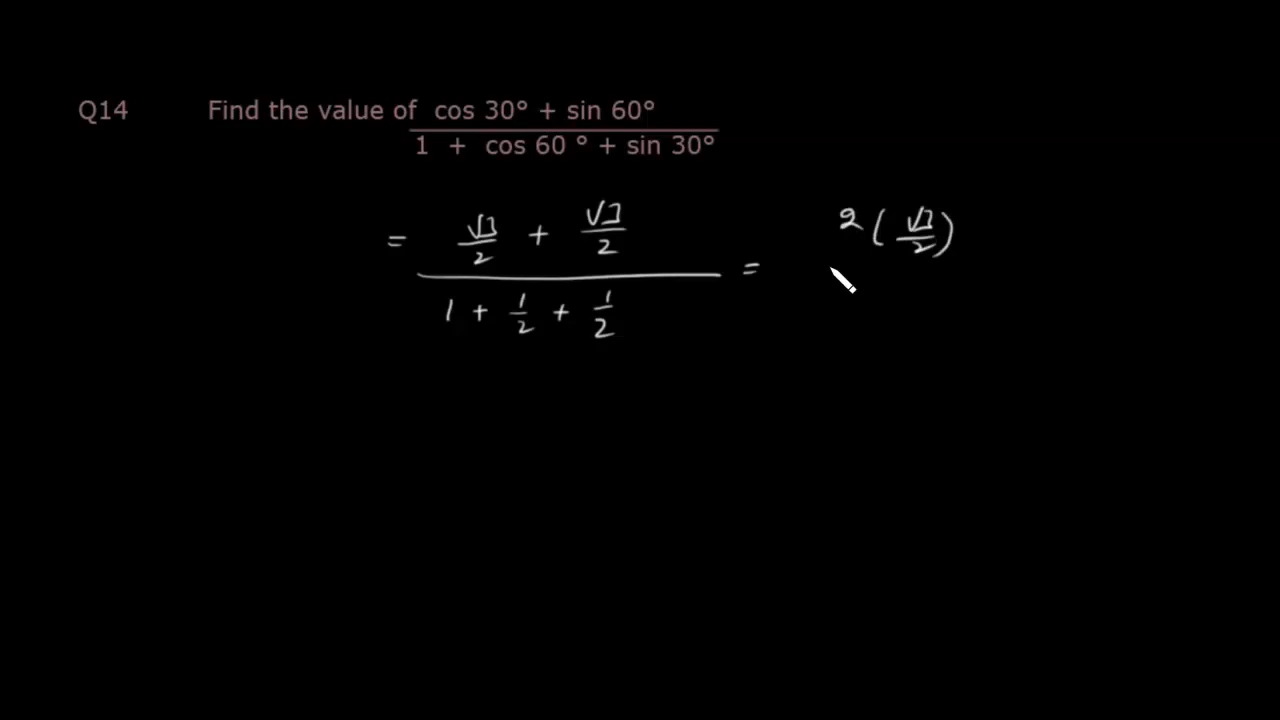 Q14 Find the value of cos 30° + sin 60°
1 + cos 60 ° + sin 30°
= √3/2 + √3/2 = 2 ( √3/2 )
1 + 1/2 + 1/2